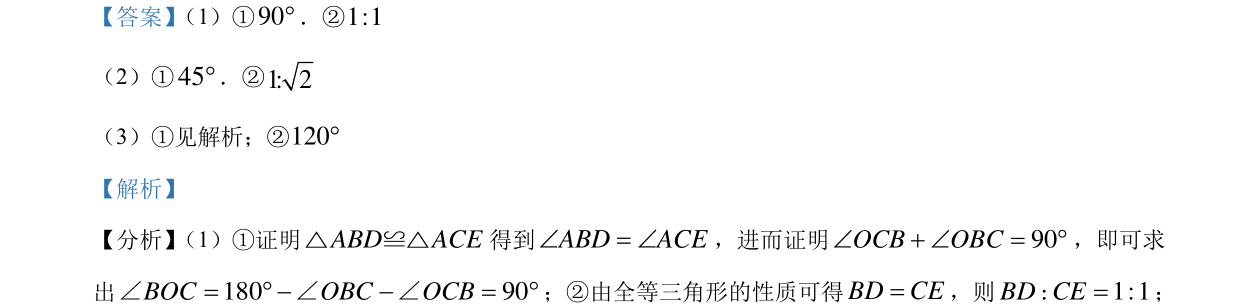 【答案】（1）①90°．②1:1
（2）①45°．②1:√2
（3）①见解析；②120°
【解析】
【分析】（1）①证明△ABD≌△ACE得到∠ABD=∠ACE，进而证明∠OCB+∠OBC=90°，即可求
出∠BOC=180°−∠OBC−∠OCB=90°；②由全等三角形的性质可得BD=CE，则BD:CE=1:1；